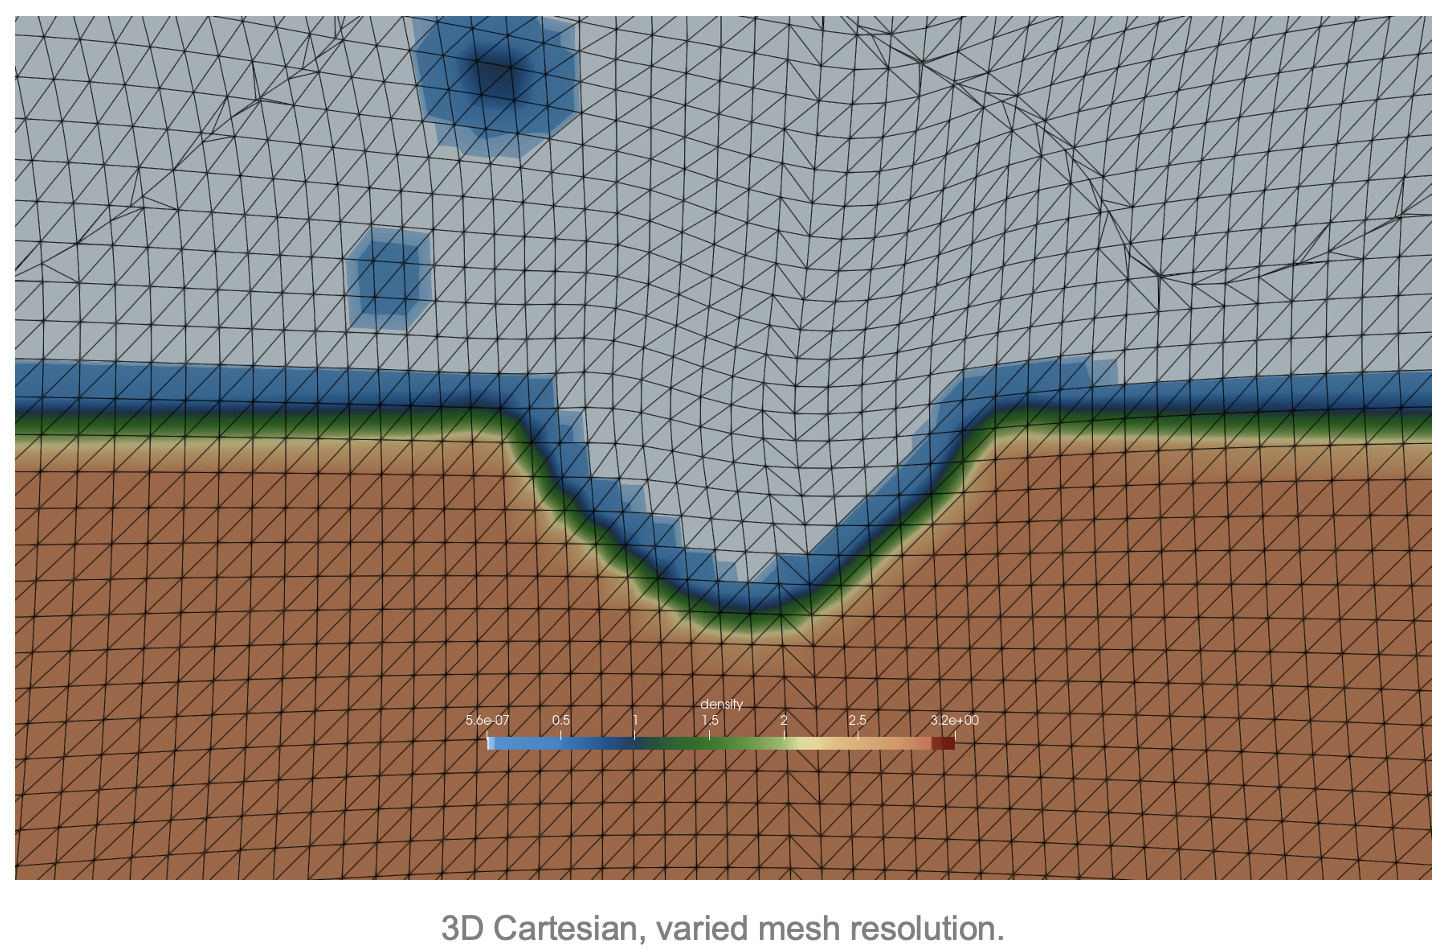 density
5.6e-07 0.5 1 1.5 2 2.5 3.2e+00
3D Cartesian, varied mesh resolution.